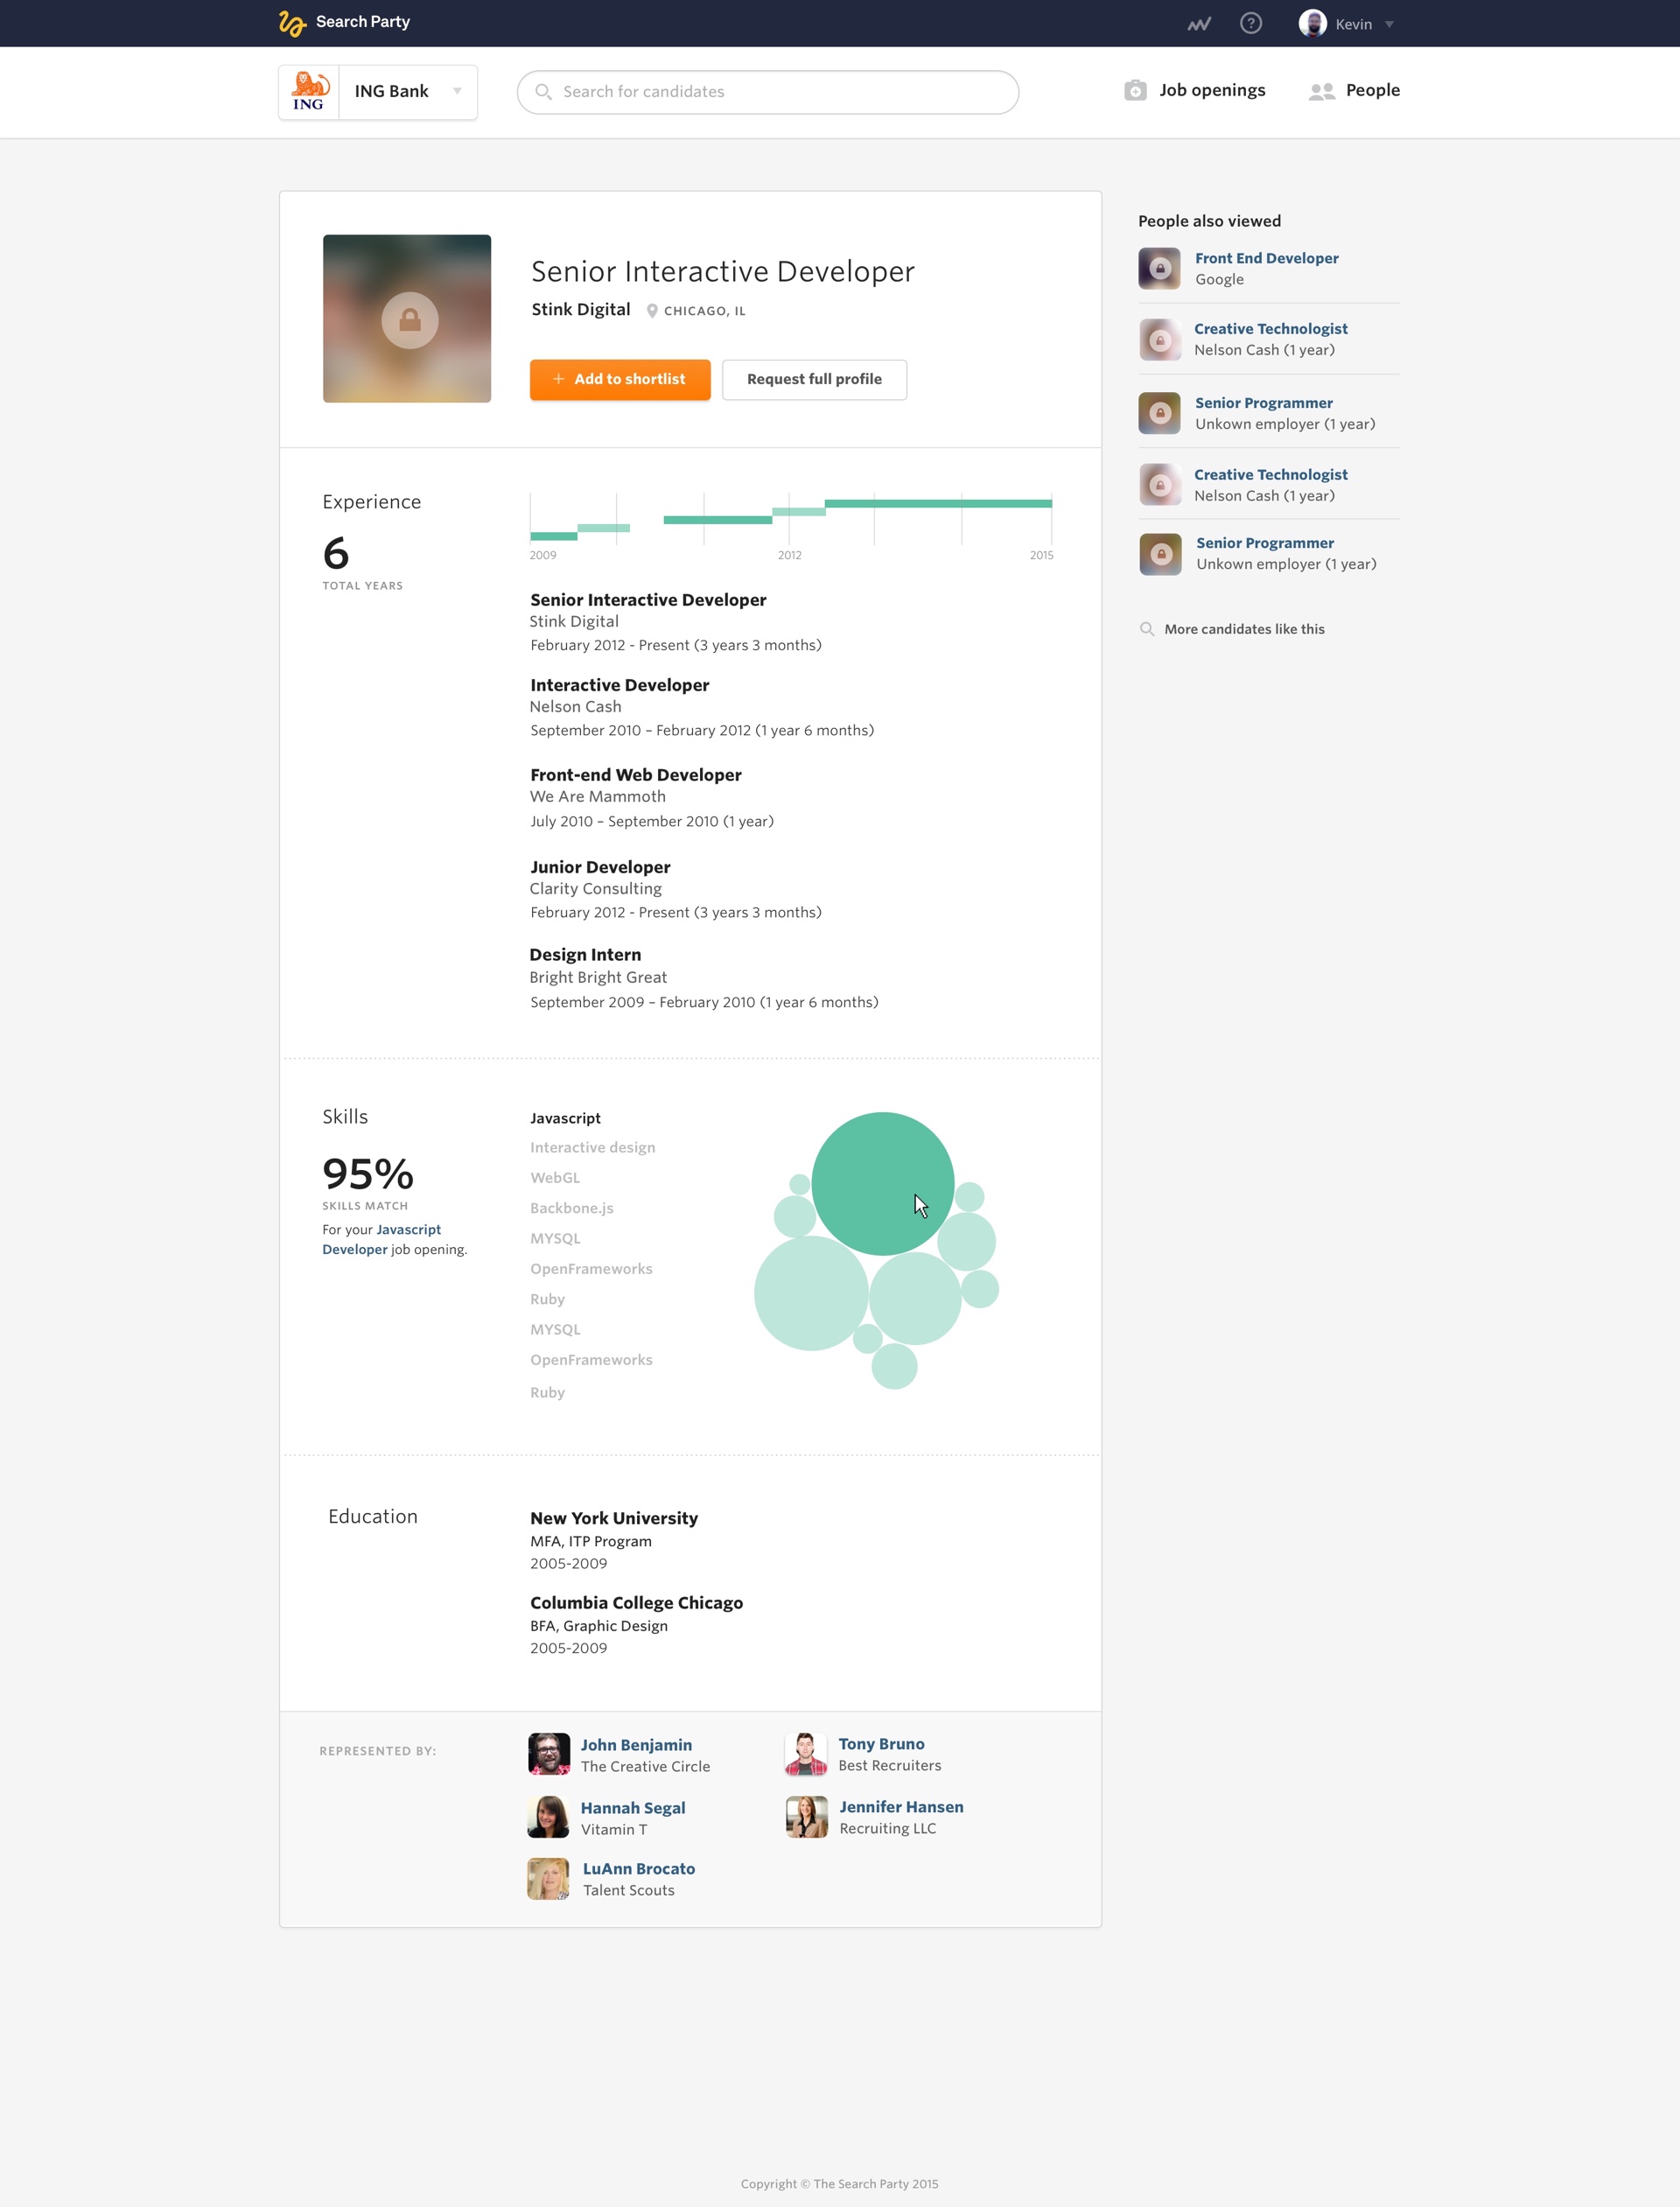 Search Party
Kevin
ING
ING Bank
Search for candidates
Job openings
People
Senior Interactive Developer
Stink Digital
CHICAGO, IL
+ Add to shortlist
Request full profile
People also viewed
Front End Developer
Google
Creative Technologist
Nelson Cash (1 year)
Senior Programmer
Unkown employer (1 year)
Creative Technologist
Nelson Cash (1 year)
Senior Programmer
Unkown employer (1 year)
More candidates like this
Experience
6
TOTAL YEARS
2009
2012
2015
Senior Interactive Developer
Stink Digital
February 2012 - Present (3 years 3 months)
Interactive Developer
Nelson Cash
September 2010 – February 2012 (1 year 6 months)
Front-end Web Developer
We Are Mammoth
July 2010 – September 2010 (1 year)
Junior Developer
Clarity Consulting
February 2012 - Present (3 years 3 months)
Design Intern
Bright Bright Great
September 2009 – February 2010 (1 year 6 months)
Skills
95%
SKILLS MATCH
For your Javascript
Developer job opening.
Javascript
Interactive design
WebGL
Backbone.js
MYSQL
OpenFrameworks
Ruby
MYSQL
OpenFrameworks
Ruby
Education
New York University
MFA, ITP Program
2005-2009
Columbia College Chicago
BFA, Graphic Design
2005-2009
REPRESENTED BY:
John Benjamin
The Creative Circle
Tony Bruno
Best Recruiters
Hannah Segal
Vitamin T
Jennifer Hansen
Recruiting LLC
LuAnn Brocato
Talent Scouts
Copyright © The Search Party 2015